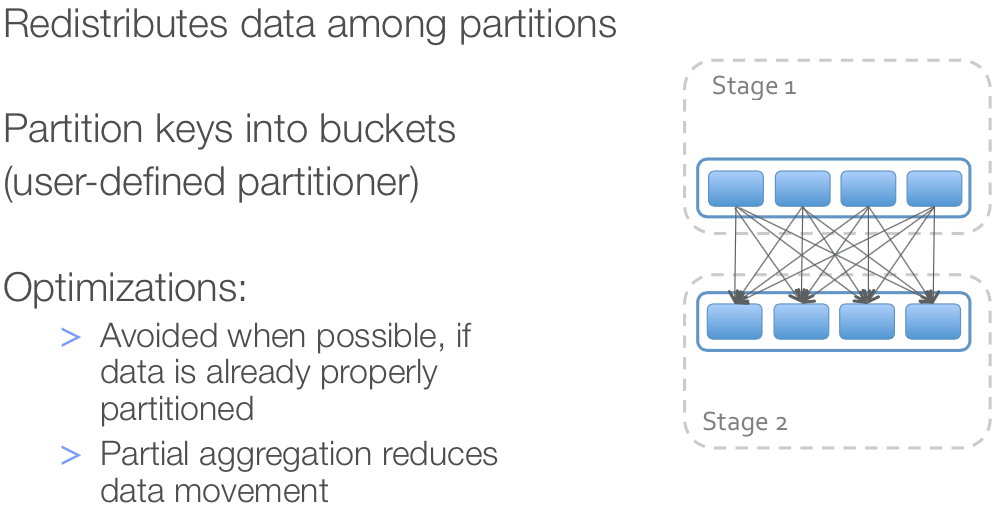 Redistributes data among partitions
Partition keys into buckets
(user-defined partitioner)
Optimizations:
> Avoided when possible, if
data is already properly
partitioned
> Partial aggregation reduces
data movement
Stage 1
Stage 2